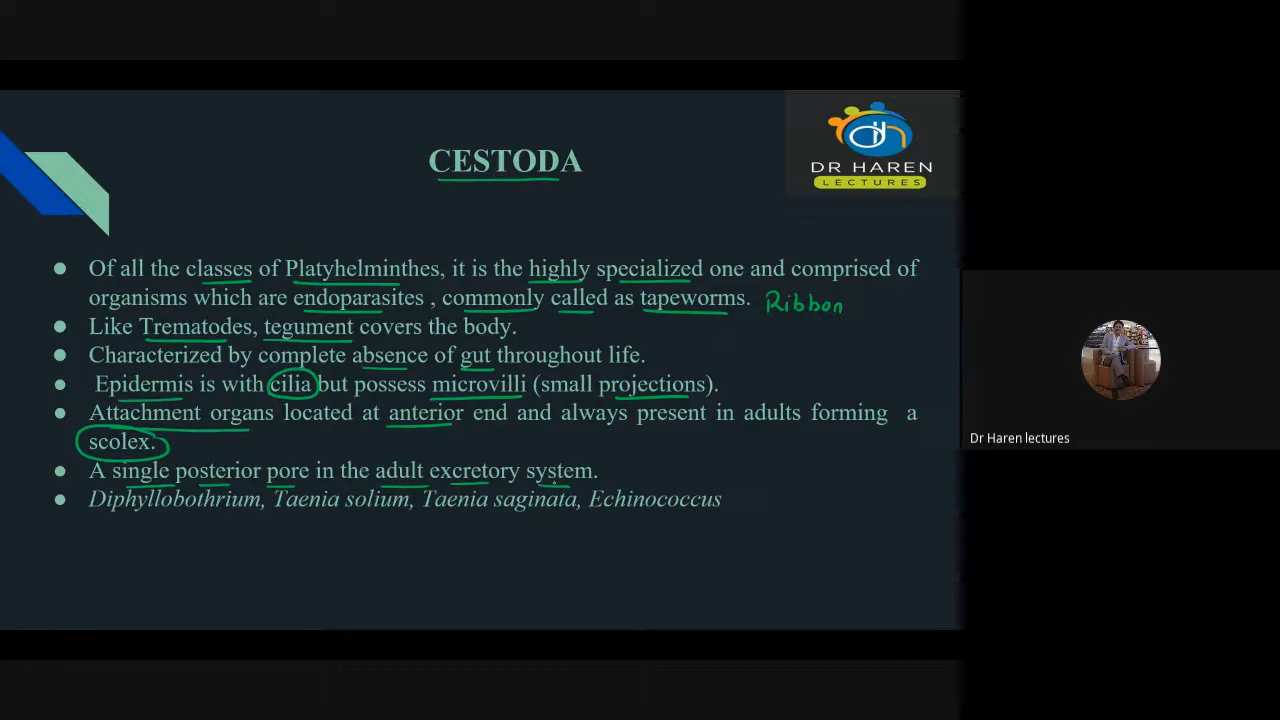 DR HAREN
LECTURES
CESTODA
● Of all the classes of Platyhelminthes, it is the highly specialized one and comprised of
organisms which are endoparasites , commonly called as tapeworms. Ribbon
● Like Trematodes, tegument covers the body.
● Characterized by complete absence of gut throughout life.
● Epidermis is with cilia but possess microvilli (small projections).
● Attachment organs located at anterior end and always present in adults forming a
scolex.
● A single posterior pore in the adult excretory system.
● Diphyllobothrium, Taenia solium, Taenia saginata, Echinococcus
Dr Haren lectures